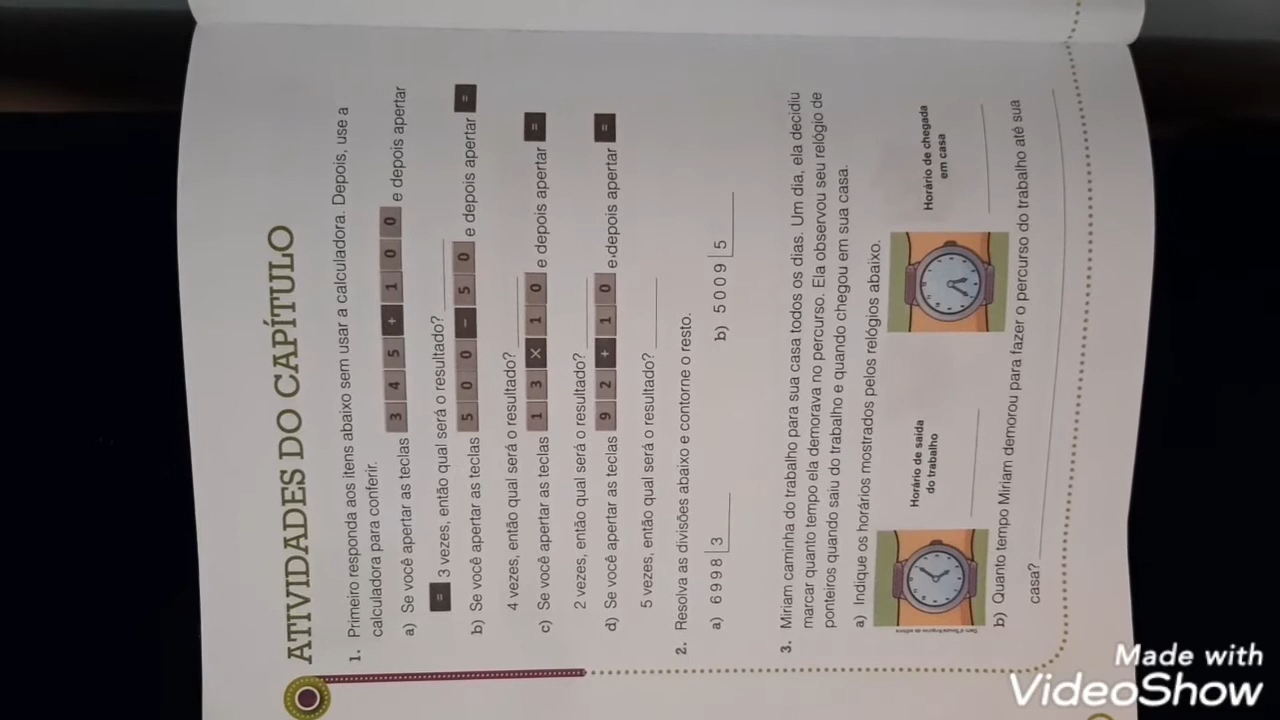 ATIVIDADES DO CAPÍTULO
1. Primeiro responda aos itens abaixo sem usar a calculadora. Depois, use a
calculadora para conferir.
a) Se você apertar as teclas 3 4 5 + 1 0 0 e depois apertar
= 3 vezes, então qual será o resultado?
b) Se você apertar as teclas 5 0 0 - 5 0 e depois apertar =
4 vezes, então qual será o resultado?
c) Se você apertar as teclas 1 3 × 1 0 e depois apertar =
2 vezes, então qual será o resultado?
d) Se você apertar as teclas 9 2 + 1 0 e depois apertar =
5 vezes, então qual será o resultado?
2. Resolva as divisões abaixo e contorne o resto.
a) 6998 3 b) 5009 5
3. Miriam caminha do trabalho para sua casa todos os dias. Um dia, ela decidiu
marcar quanto tempo ela demorava no percurso. Ela observou seu relógio de
ponteiros quando saiu do trabalho e quando chegou em sua casa.
a) Indique os horários mostrados pelos relógios abaixo.
Horário de saída
do trabalho
Horário de chegada
em casa
b) Quanto tempo Miriam demorou para fazer o percurso do trabalho até sua
casa?
Made with
VideoShow